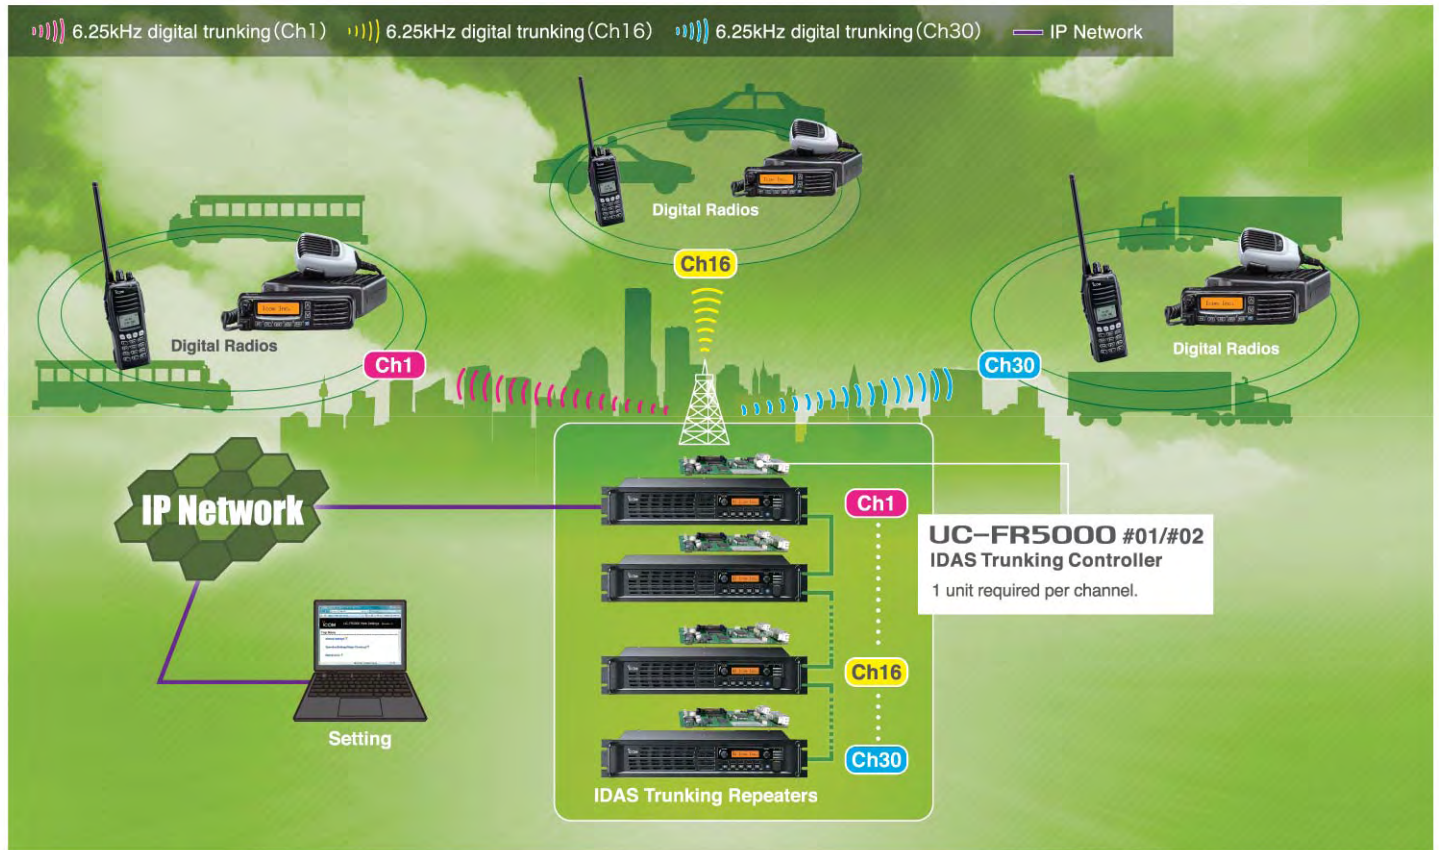 6.25kHz digital trunking(Ch1) 6.25kHz digital trunking(Ch16) 6.25kHz digital trunking(Ch30) IP Network
Digital Radios
Ch16
Digital Radios
Ch1
Digital Radios
Ch30
IP Network
Setting
Ch1
UC-FR5000 #01/#02
IDAS Trunking Controller
1 unit required per channel.
Ch16
Ch30
IDAS Trunking Repeaters